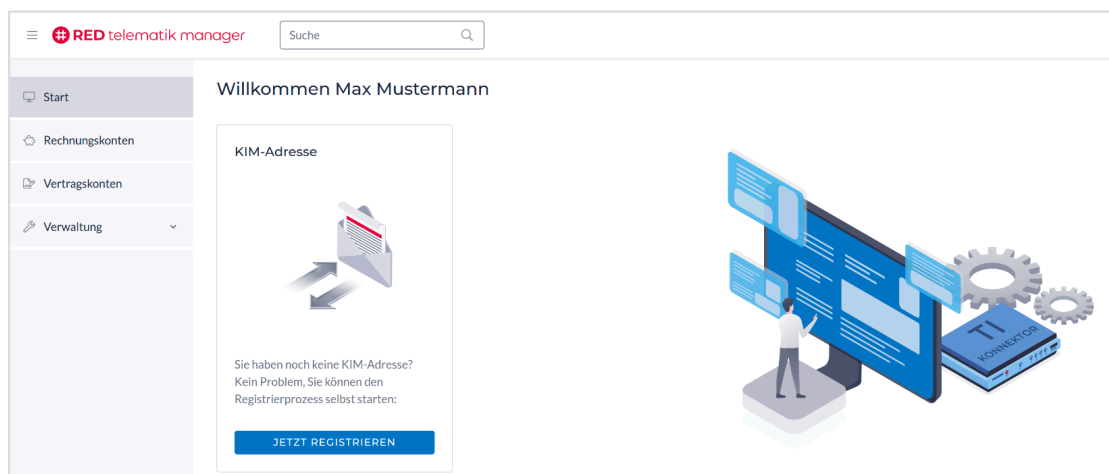 RED telematik manager
Suche
Start
Rechnungskonten
Vertragskonten
Verwaltung
Willkommen Max Mustermann
KIM-Adresse
Sie haben noch keine KIM-Adresse?
Kein Problem, Sie können den
Registrierprozess selbst starten:
JETZT REGISTRIEREN
TI
KONNEKTOR